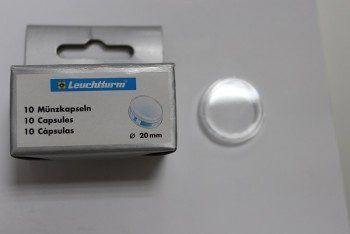 Leuchtturm
10 Münzkapseln
10 Capsules
10 Cápsulas
Ø 20 mm